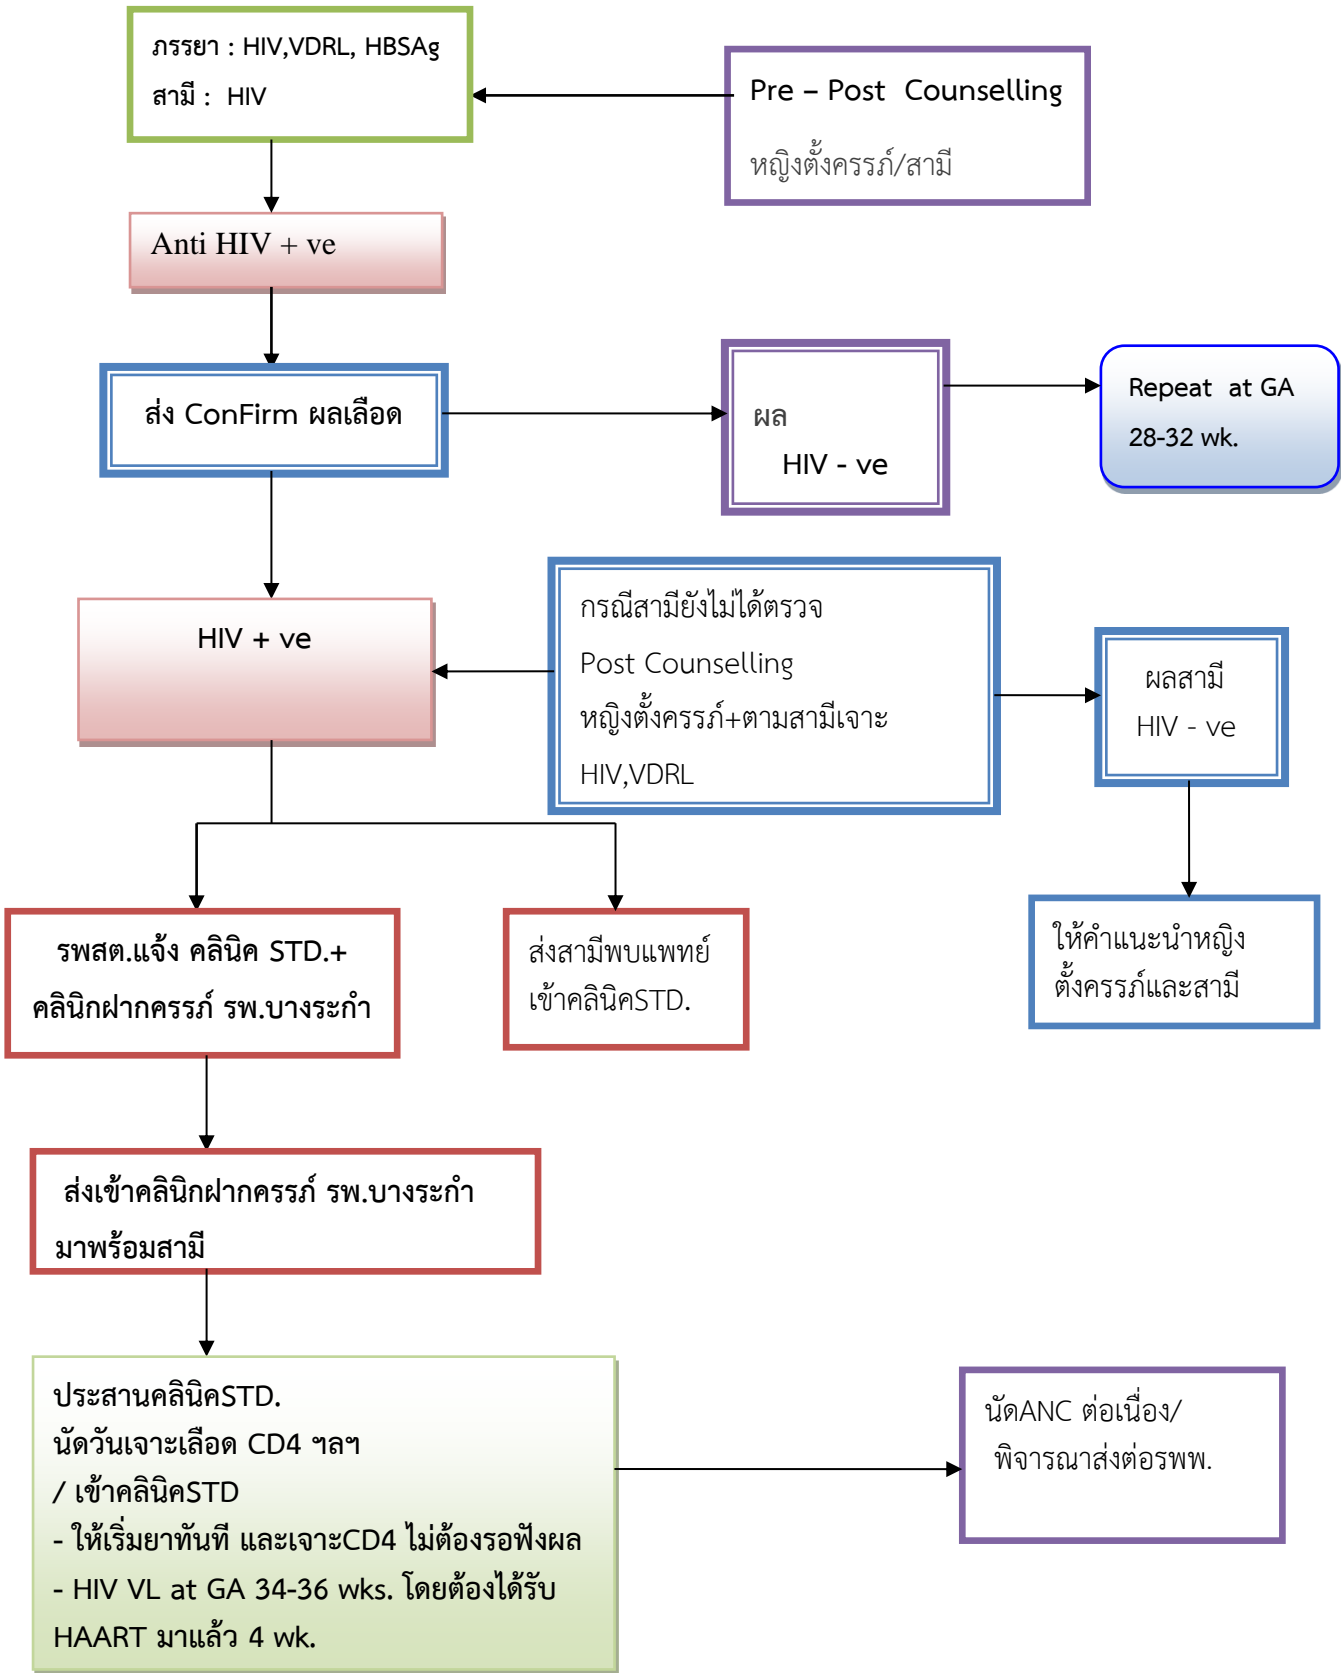 ภรรยา : HIV,VDRL, HBSAg
สามี :  HIV
Pre – Post  Counselling
หญิงตั้งครรภ์/สามี
Anti HIV + ve
ส่ง ConFirm ผลเลือด
ผล
HIV - ve
Repeat  at GA
28-32 wk.
HIV + ve
กรณีสามียังไม่ได้ตรวจ
Post Counselling
หญิงตั้งครรภ์+ตามสามีเจาะ
HIV,VDRL
ผลสามี
HIV - ve
รพสต.แจ้ง คลินิค STD.+
คลินิกฝากครรภ์ รพ.บางระกำ
ส่งสามีพบแพทย์
เข้าคลินิคSTD.
ให้คำแนะนำหญิง
ตั้งครรภ์และสามี
ส่งเข้าคลินิกฝากครรภ์ รพ.บางระกำ
มาพร้อมสามี
ประสานคลินิคSTD.
นัดวันเจาะเลือด CD4 ฯลฯ
/ เข้าคลินิคSTD
- ให้เริ่มยาทันที และเจาะCD4 ไม่ต้องรอฟังผล
- HIV VL at GA 34-36 wks. โดยต้องได้รับ
HAART มาแล้ว 4 wk.
นัดANC ต่อเนื่อง/
พิจารณาส่งต่อรพพ.